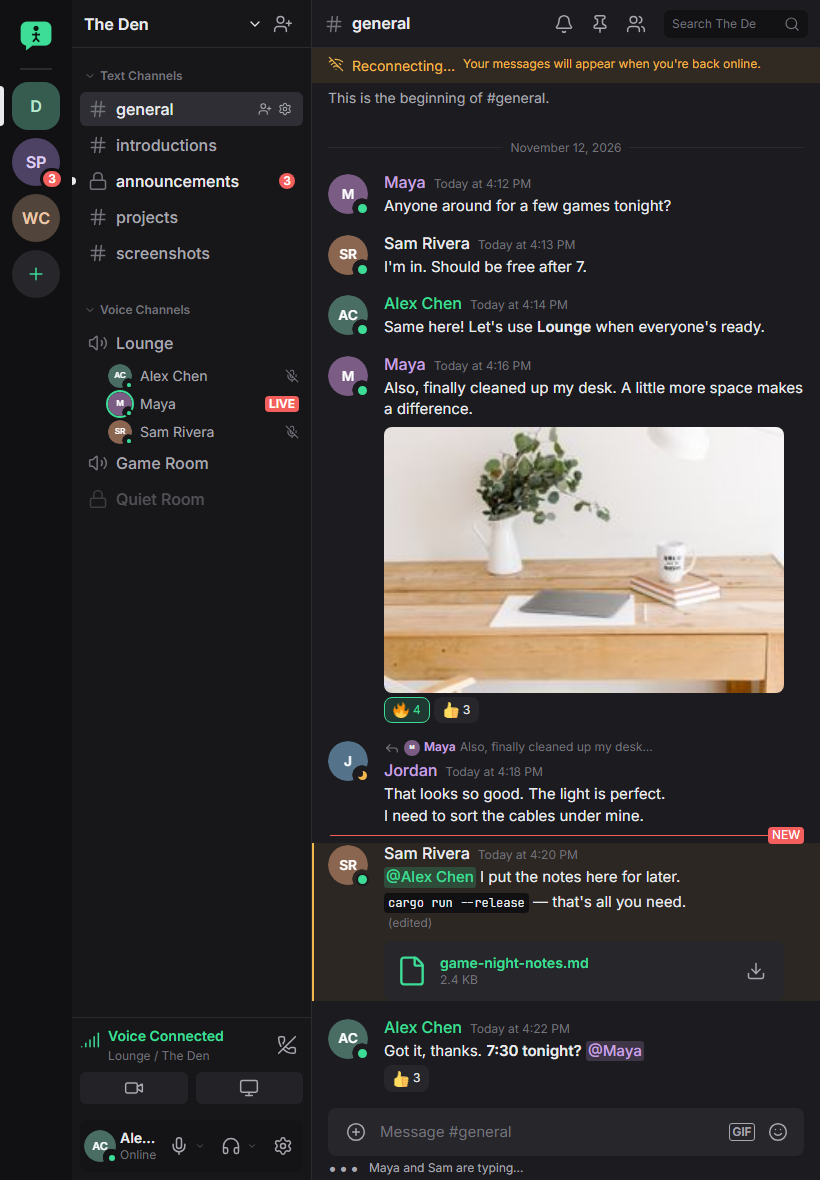 The Den
Text Channels
general
introductions
announcements
3
projects
screenshots
Voice Channels
Lounge
AC
Alex Chen
M
Maya
LIVE
SR
Sam Rivera
Game Room
Quiet Room
D
SP
3
WC
Voice Connected
Lounge / The Den
AC
Ale...
Online
# general
Search The De
Reconnecting... Your messages will appear when you're back online.
This is the beginning of #general.
November 12, 2026
M
Maya Today at 4:12 PM
Anyone around for a few games tonight?
SR
Sam Rivera Today at 4:13 PM
I'm in. Should be free after 7.
AC
Alex Chen Today at 4:14 PM
Same here! Let's use Lounge when everyone's ready.
M
Maya Today at 4:16 PM
Also, finally cleaned up my desk. A little more space makes
a difference.
4
3
M Maya Also, finally cleaned up my desk...
J
Jordan Today at 4:18 PM
That looks so good. The light is perfect.
I need to sort the cables under mine.
NEW
SR
Sam Rivera Today at 4:20 PM
@Alex Chen I put the notes here for later.
cargo run --release — that's all you need.
(edited)
game-night-notes.md
2.4 KB
AC
Alex Chen Today at 4:22 PM
Got it, thanks. 7:30 tonight? @Maya
3
Message #general
GIF
Maya and Sam are typing...